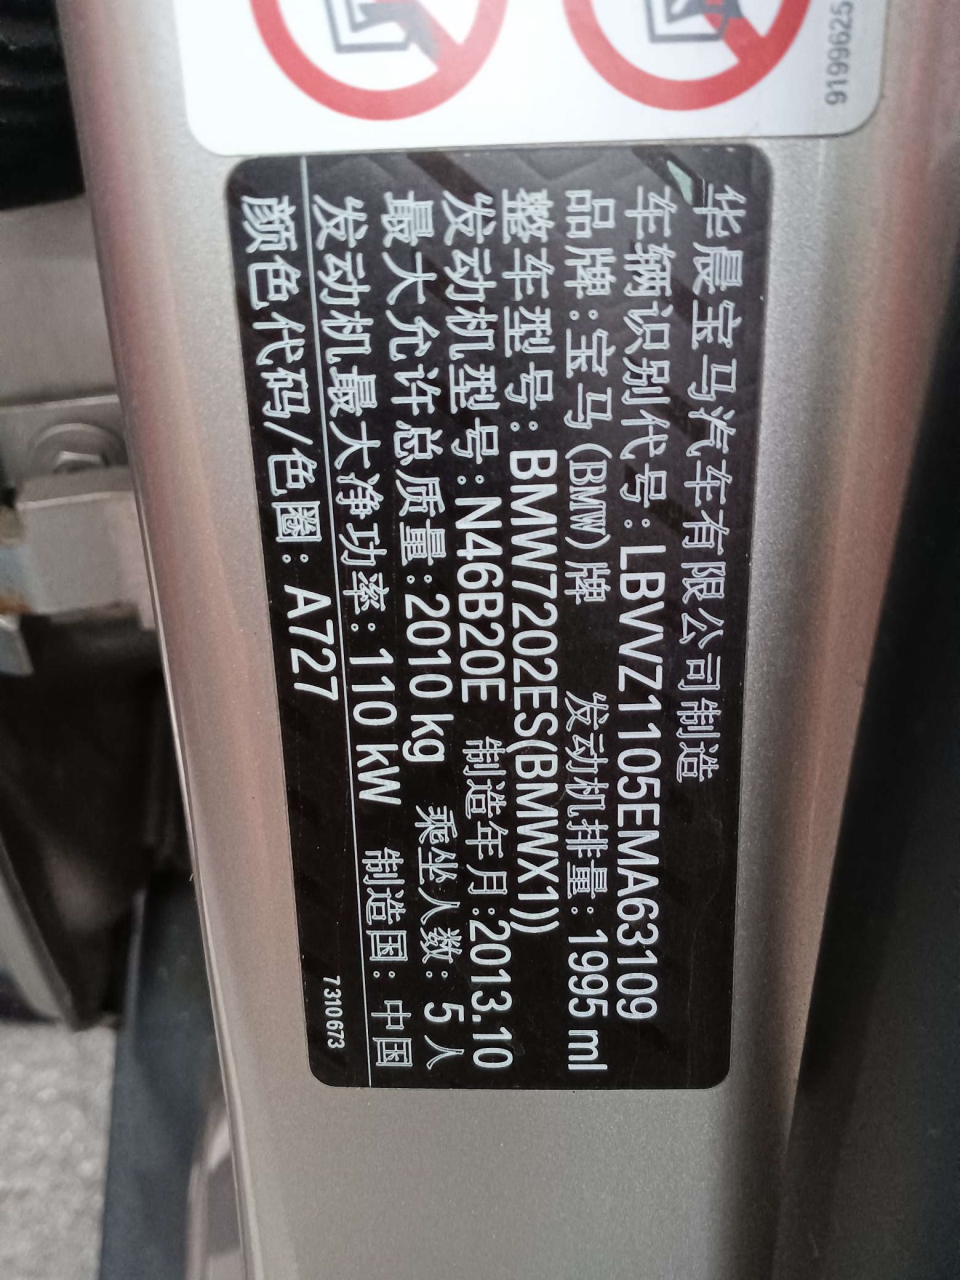 9199625
华晨宝马汽车有限公司制造
车辆识别代号:LBVVZ1105EMA63109
品牌:宝马(BMW)牌 发动机排量:1995 ml
整车型号:BMW7202ES(BMWX1))
发动机型号:N46B20E 制造年月:2013.10
最大允许总质量:2010 kg 乘坐人数: 5人
发动机最大净功率: 110 kW 制造国: 中国
颜色代码/色圈: A727
7310673